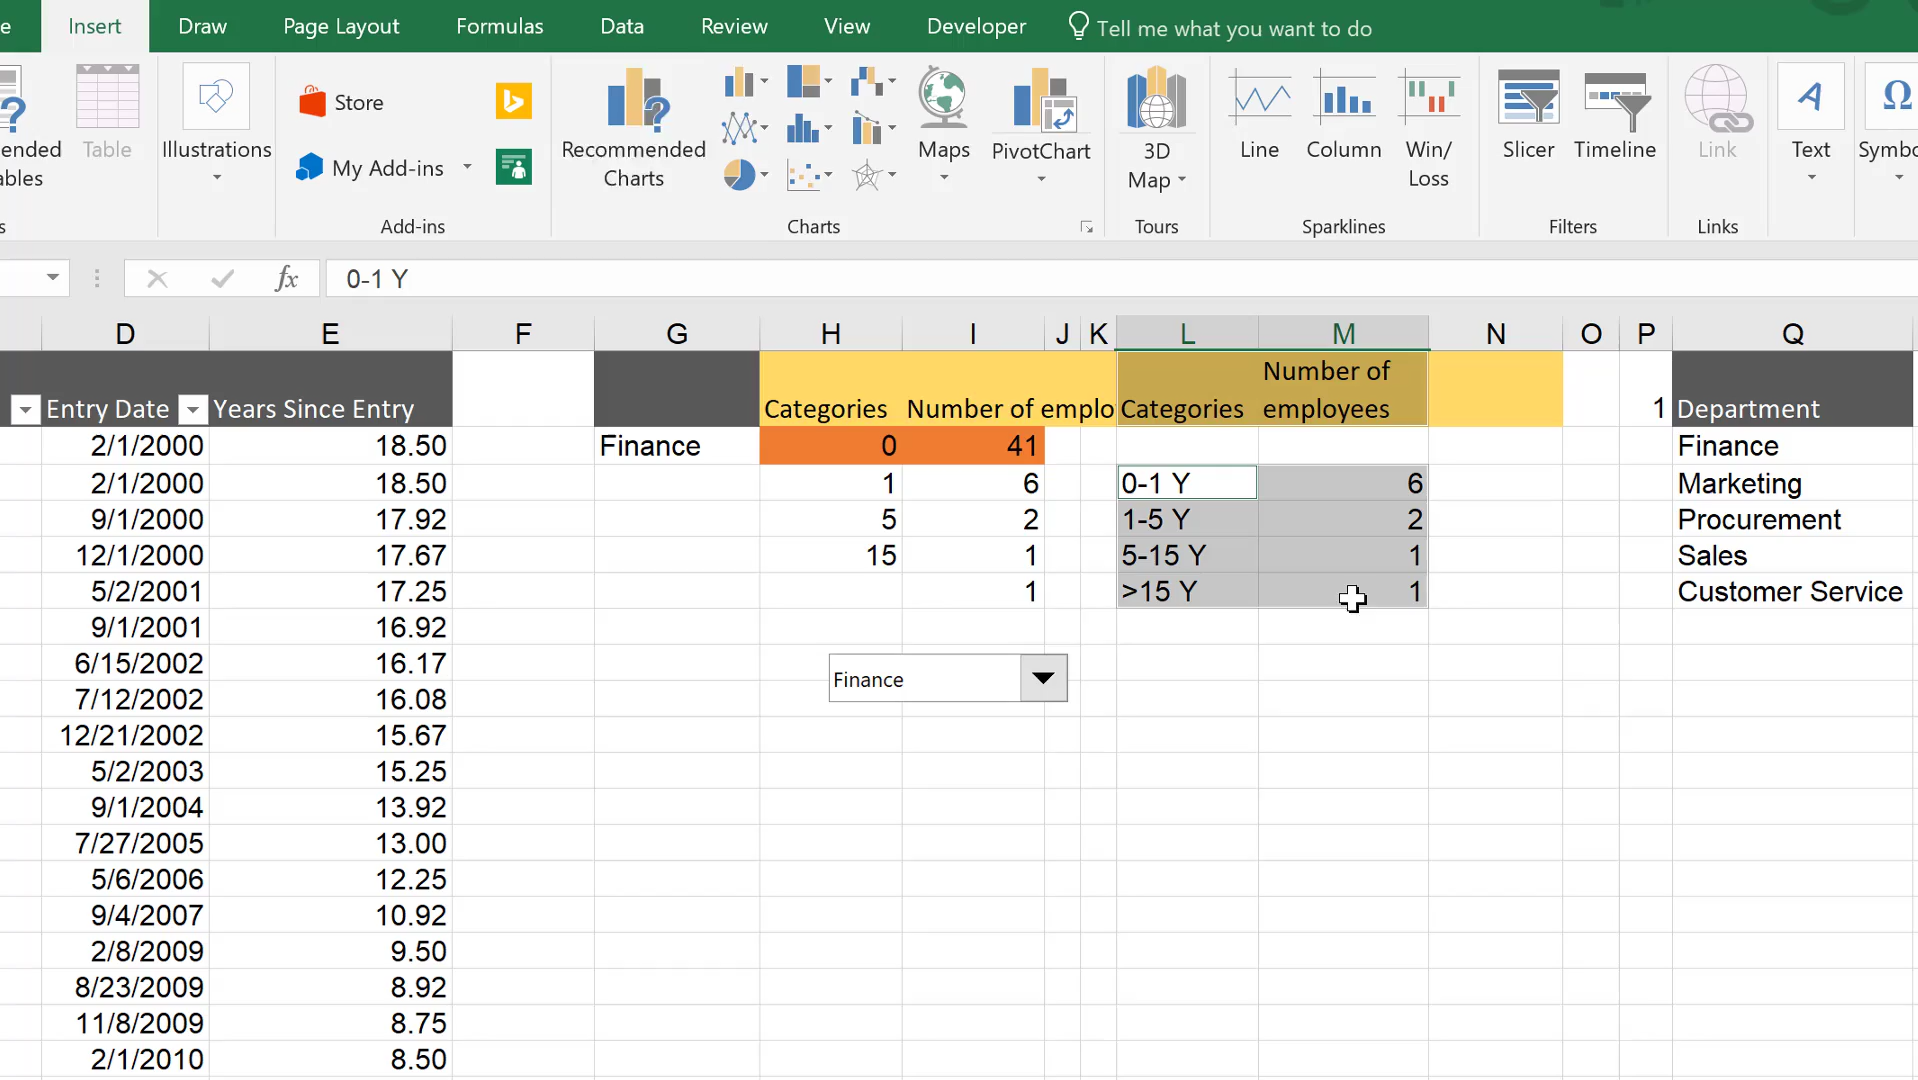 e Insert Draw Page Layout Formulas Data Review View Developer Tell me what you want to do
ended
ables
Table
Illustrations
Store
My Add-ins
Add-ins
Recommended
Charts
Maps
PivotChart
Charts
3D
Map
Tours
Line
Column
Win/
Loss
Sparklines
Slicer
Timeline
Filters
Link
Links
Text
Symbo
s
fx 0-1 Y
D E F G H I J K L M N O P Q
Entry Date Years Since Entry Categories Number of emplo Categories Number of
employees 1 Department
2/1/2000 18.50 Finance 0 41 Finance
2/1/2000 18.50 1 6 0-1 Y 6 Marketing
9/1/2000 17.92 5 2 1-5 Y 2 Procurement
12/1/2000 17.67 15 1 5-15 Y 1 Sales
5/2/2001 17.25 1 >15 Y 1 Customer Service
9/1/2001 16.92
6/15/2002 16.17 Finance
7/12/2002 16.08
12/21/2002 15.67
5/2/2003 15.25
9/1/2004 13.92
7/27/2005 13.00
5/6/2006 12.25
9/4/2007 10.92
2/8/2009 9.50
8/23/2009 8.92
11/8/2009 8.75
2/1/2010 8.50